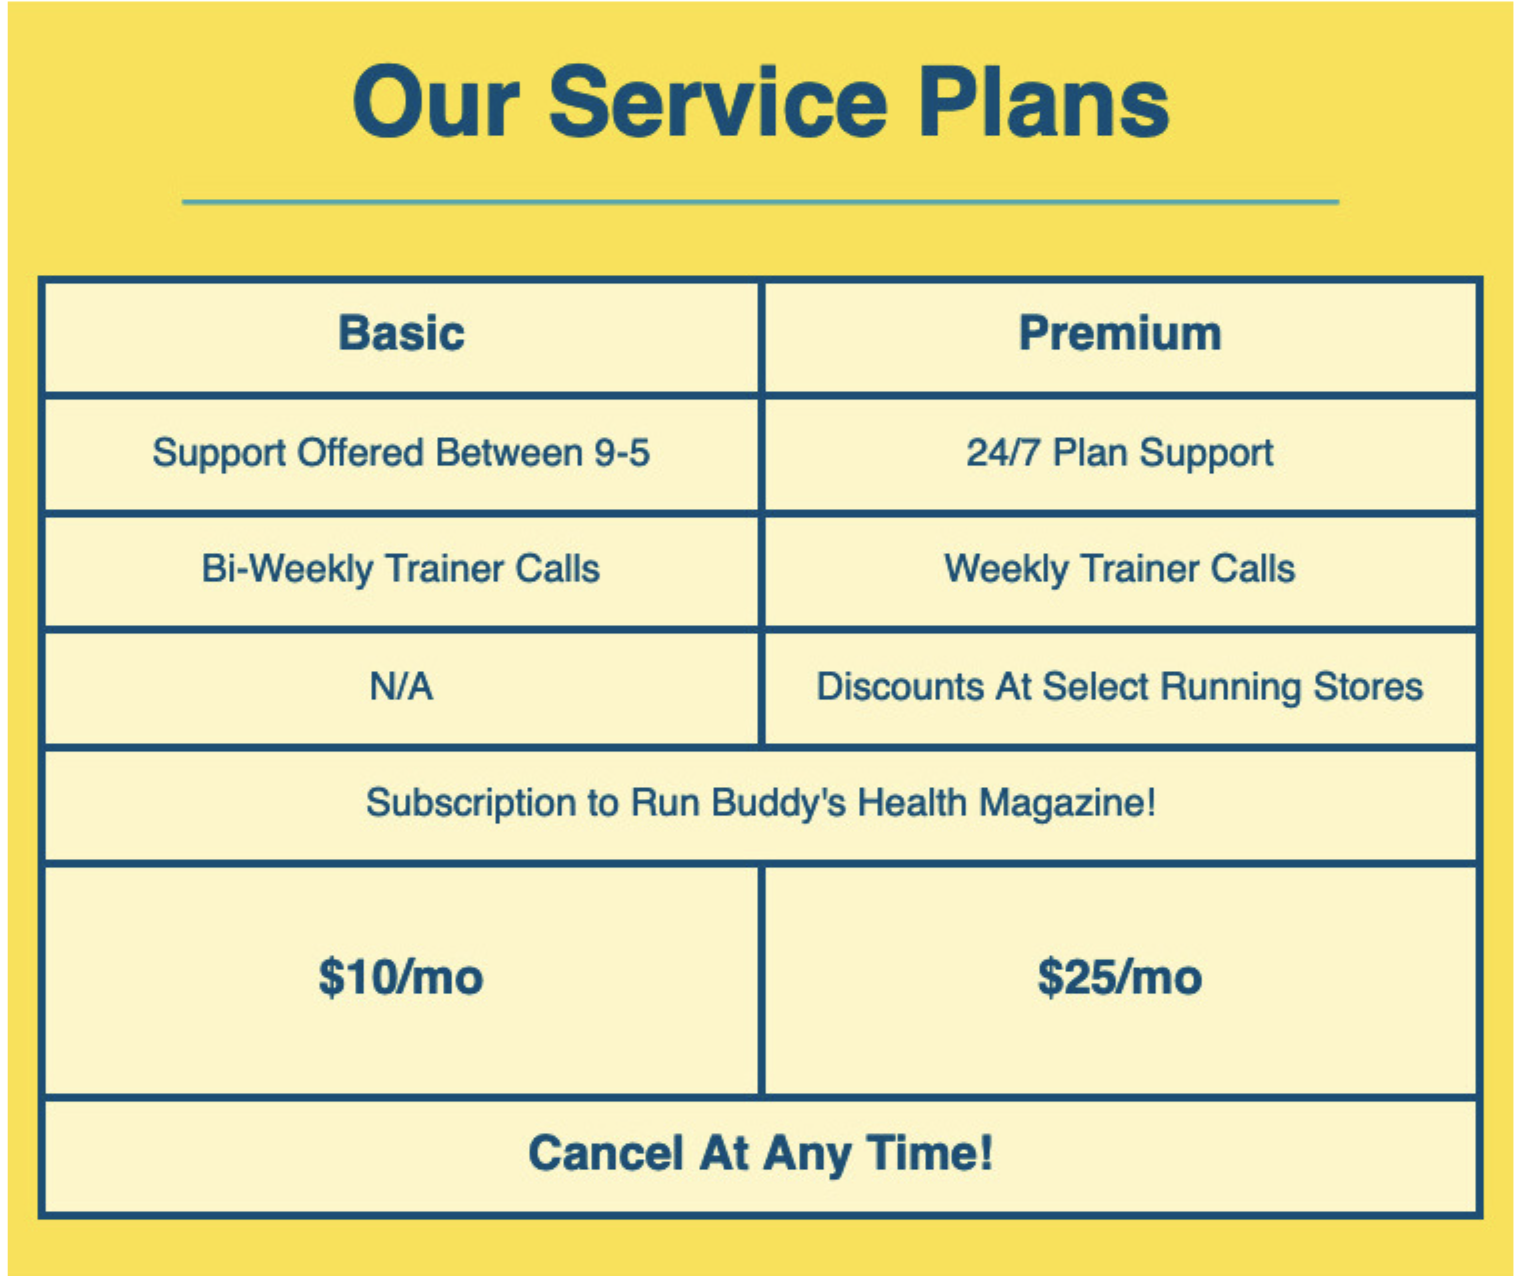 Our Service Plans
Basic
Premium
Support Offered Between 9-5
24/7 Plan Support
Bi-Weekly Trainer Calls
Weekly Trainer Calls
N/A
Discounts At Select Running Stores
Subscription to Run Buddy's Health Magazine!
$10/mo
$25/mo
Cancel At Any Time!